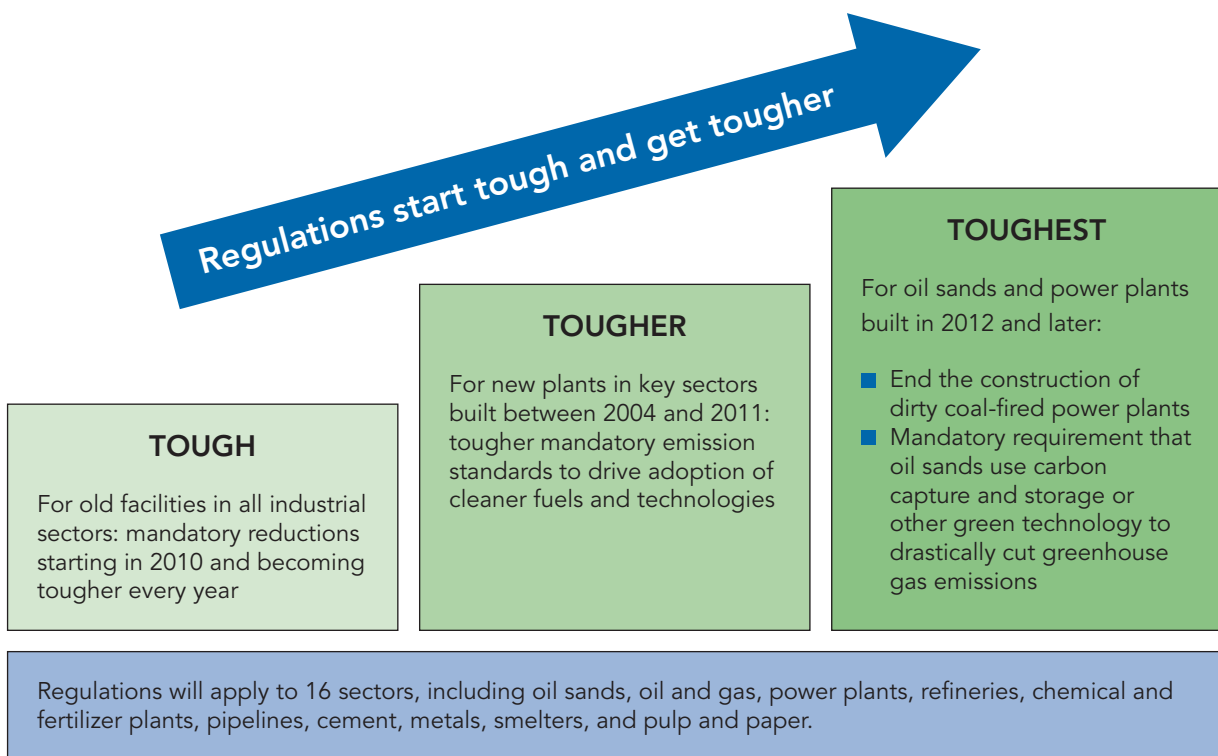 Regulations start tough and get tougher
TOUGH
For old facilities in all industrial
sectors: mandatory reductions
starting in 2010 and becoming
tougher every year
TOUGHER
For new plants in key sectors
built between 2004 and 2011:
tougher mandatory emission
standards to drive adoption of
cleaner fuels and technologies
TOUGHEST
For oil sands and power plants
built in 2012 and later:
End the construction of
dirty coal-fired power plants
Mandatory requirement that
oil sands use carbon
capture and storage or
other green technology to
drastically cut greenhouse
gas emissions
Regulations will apply to 16 sectors, including oil sands, oil and gas, power plants, refineries, chemical and
fertilizer plants, pipelines, cement, metals, smelters, and pulp and paper.